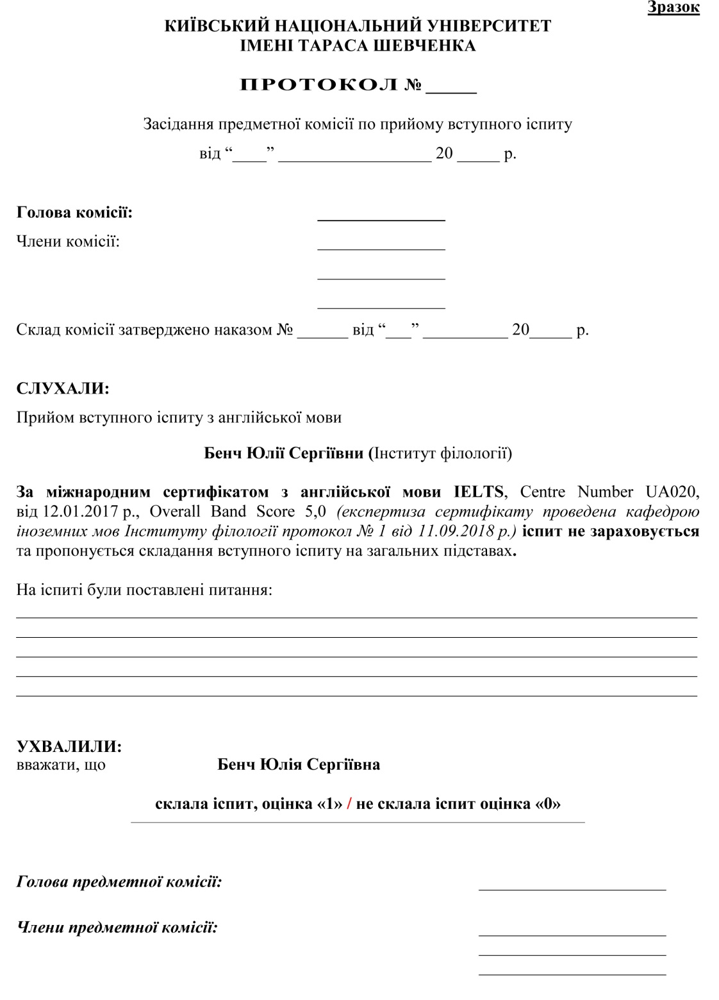 Зразок
КИЇВСЬКИЙ НАЦІОНАЛЬНИЙ УНІВЕРСИТЕТ
ІМЕНІ ТАРАСА ШЕВЧЕНКА
ПРОТОКОЛ № ______
Засідання предметної комісії по прийому вступного іспиту
від “____” __________________ 20 _____ р.
Голова комісії: _______________
Члени комісії: _______________
_______________
_______________
Склад комісії затверджено наказом № ______ від “___” __________ 20_____ р.
СЛУХАЛИ:
Прийом вступного іспиту з англійської мови
Бенч Юлії Сергіївни (Інститут філології)
За міжнародним сертифікатом з англійської мови IELTS, Centre Number UA020,
від 12.01.2017 р., Overall Band Score 5,0 (експертиза сертифікату проведена кафедрою
іноземних мов Інституту філології протокол № 1 від 11.09.2018 р.) іспит не зараховується
та пропонується складання вступного іспиту на загальних підставах.
На іспиті були поставлені питання:
УХВАЛИЛИ:
вважати, що Бенч Юлія Сергіївна
склала іспит, оцінка «1» / не склала іспит оцінка «0»
Голова предметної комісії: ______________________
Члени предметної комісії: ______________________